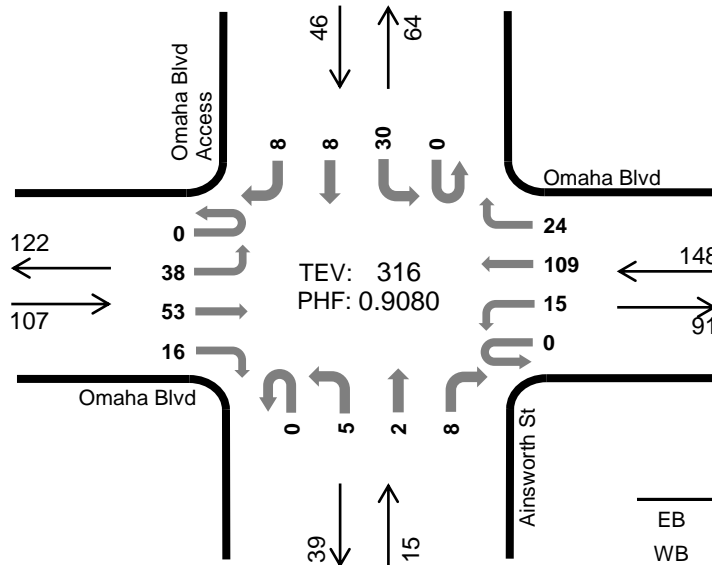 46
64
Omaha Blvd
Access
8
8
30
0
Omaha Blvd
0
24
122
38
109
148
TEV: 316
PHF: 0.9080
107
53
15
91
16
0
Omaha Blvd
0
5
2
8
Ainsworth St
39
15
EB
WB